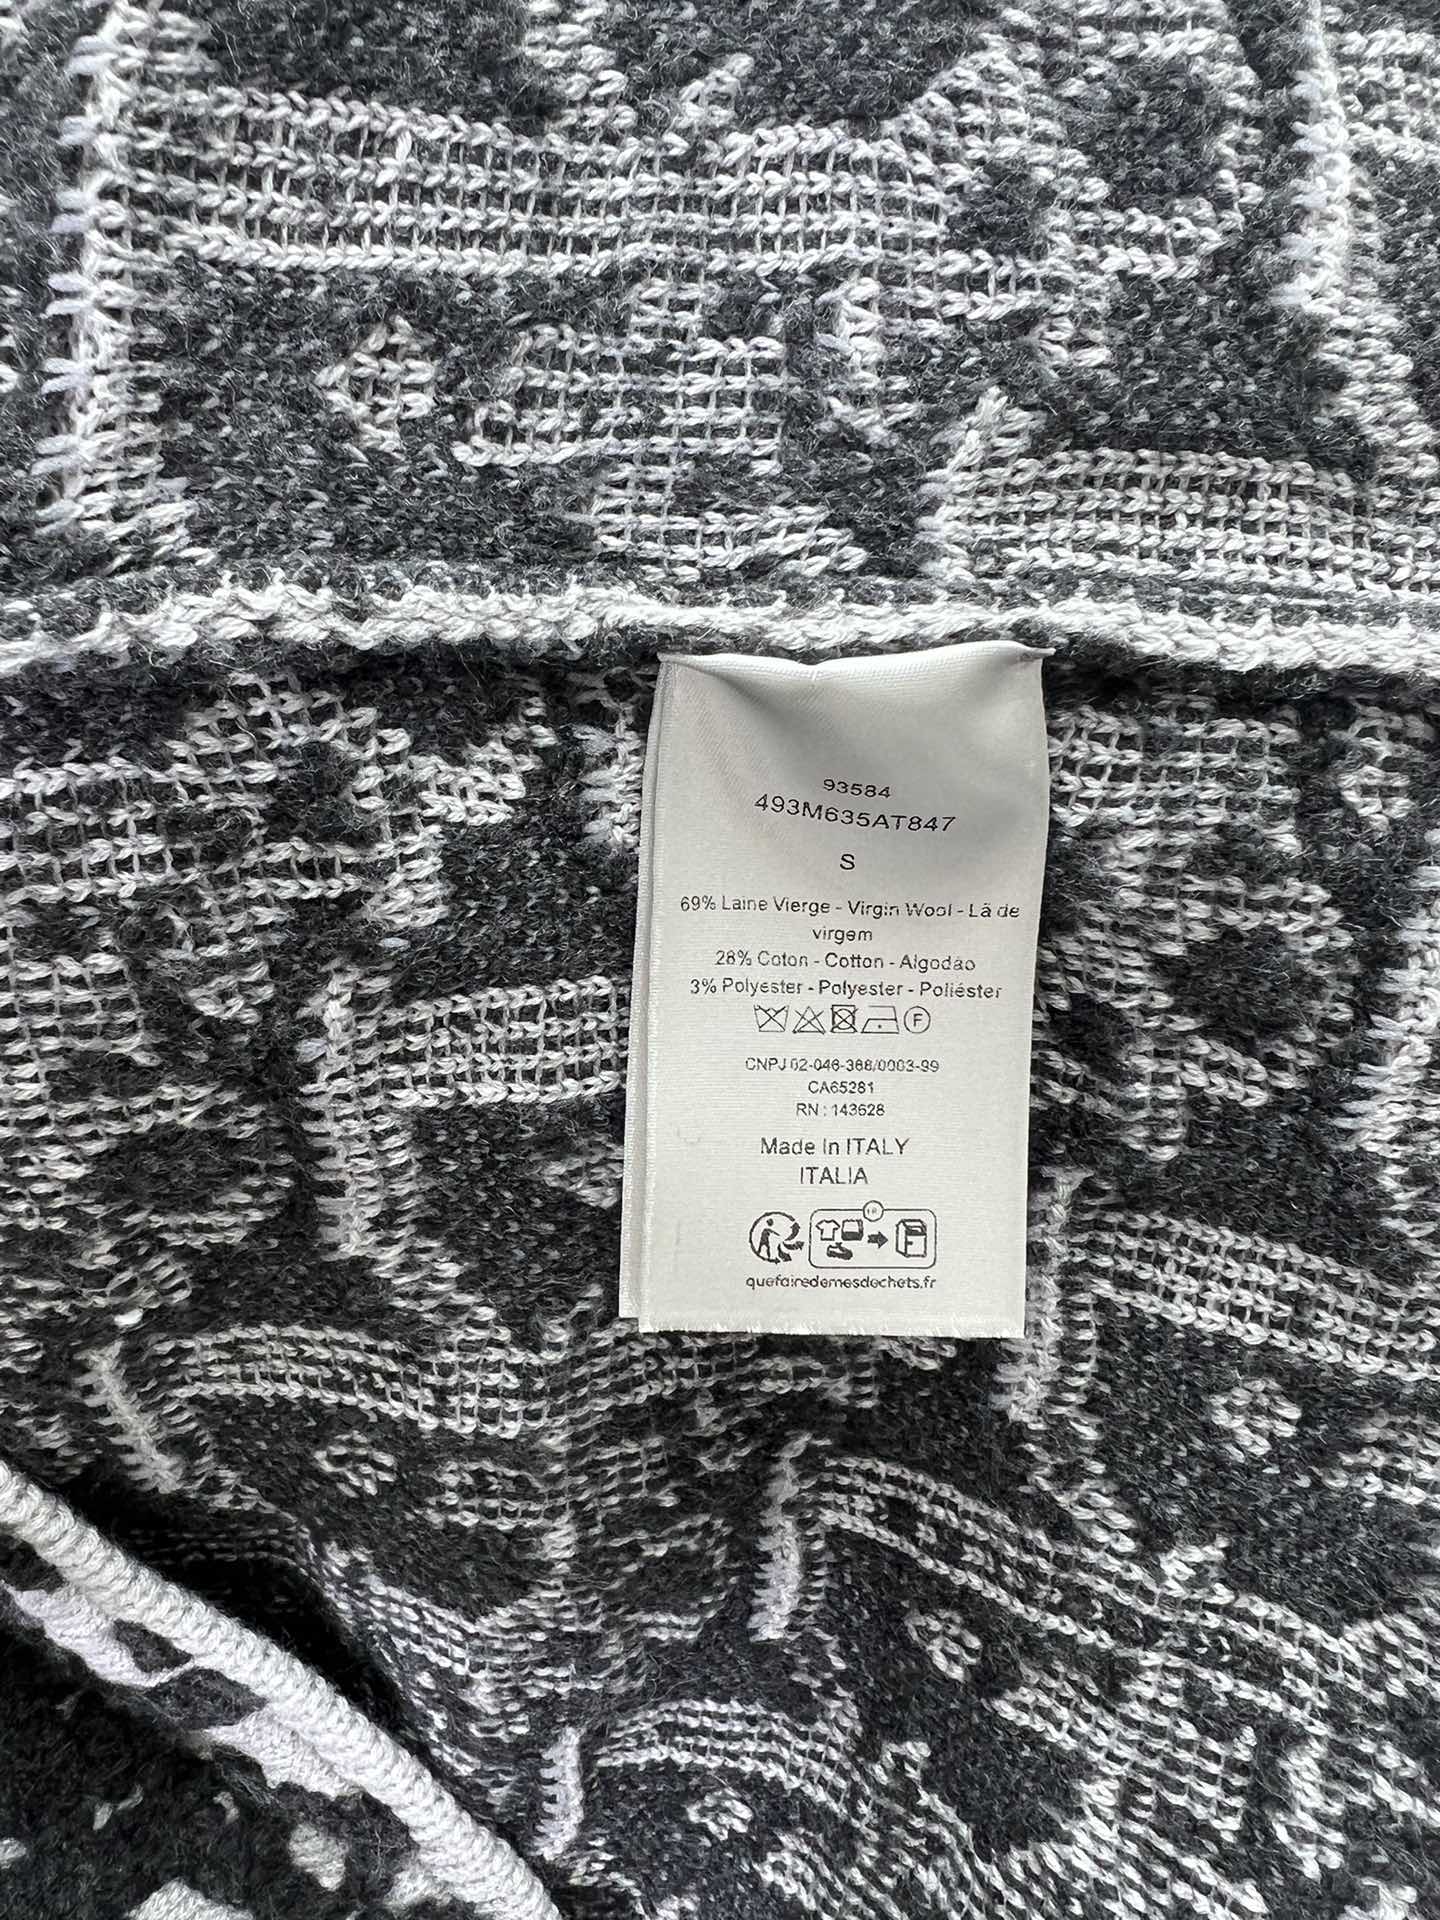 93584
493M635AT847
S
69% Laine Vierge - Virgin Wool - Lã de
virgem
28% Coton - Cotton - Algodão
3% Polyester - Polyester - Poliéster
F
CNPJ 02-046-368/0003-99
CA65281
RN : 143628
Made In ITALY
ITALIA
FR
quefairedemesdechets.fr